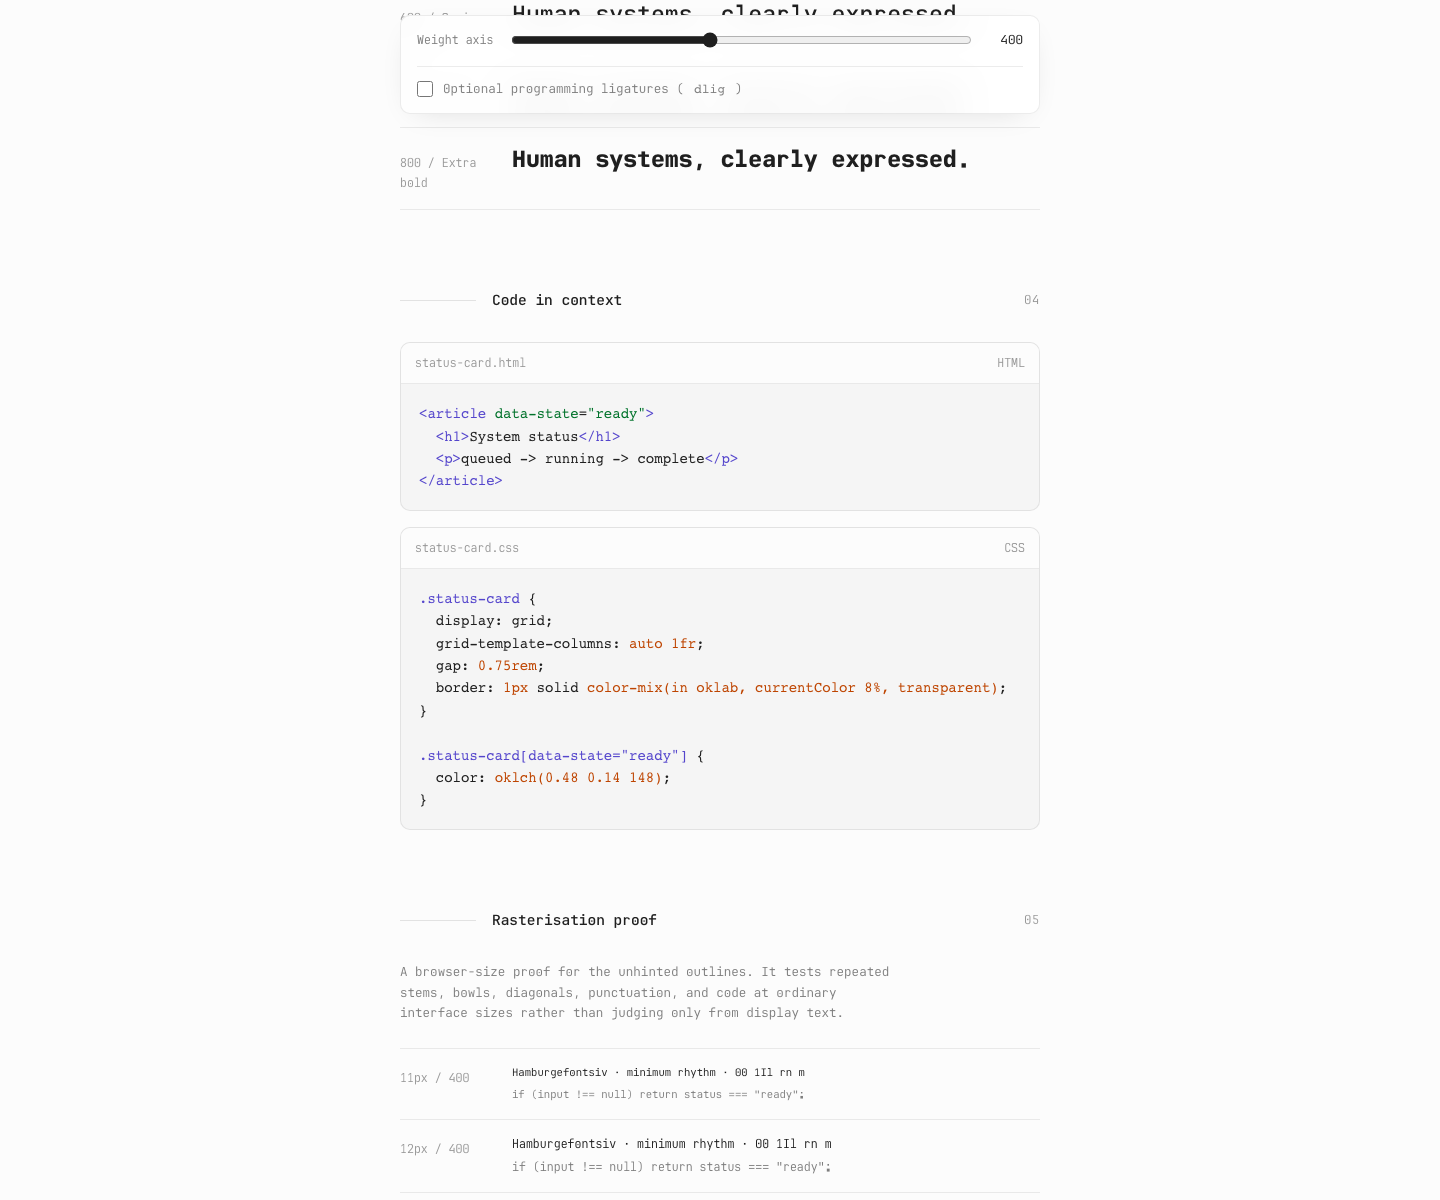 Human systems, clearly expressed.
Weight axis 400
Optional programming ligatures ( dlig )
800 / Extra bold
Human systems, clearly expressed.
Code in context 04
status-card.html HTML
<article data-state="ready">
  <h1>System status</h1>
  <p>queued -> running -> complete</p>
</article>
status-card.css CSS
.status-card {
  display: grid;
  grid-template-columns: auto 1fr;
  gap: 0.75rem;
  border: 1px solid color-mix(in oklab, currentColor 8%, transparent);
}
.status-card[data-state="ready"] {
  color: oklch(0.48 0.14 148);
}
Rasterisation proof 05
A browser-size proof for the unhinted outlines. It tests repeated
stems, bowls, diagonals, punctuation, and code at ordinary
interface sizes rather than judging only from display text.
11px / 400
Hamburgefontsiv · minimum rhythm · 00 1Il rn m
if (input !== null) return status === "ready";
12px / 400
Hamburgefontsiv · minimum rhythm · 00 1Il rn m
if (input !== null) return status === "ready";